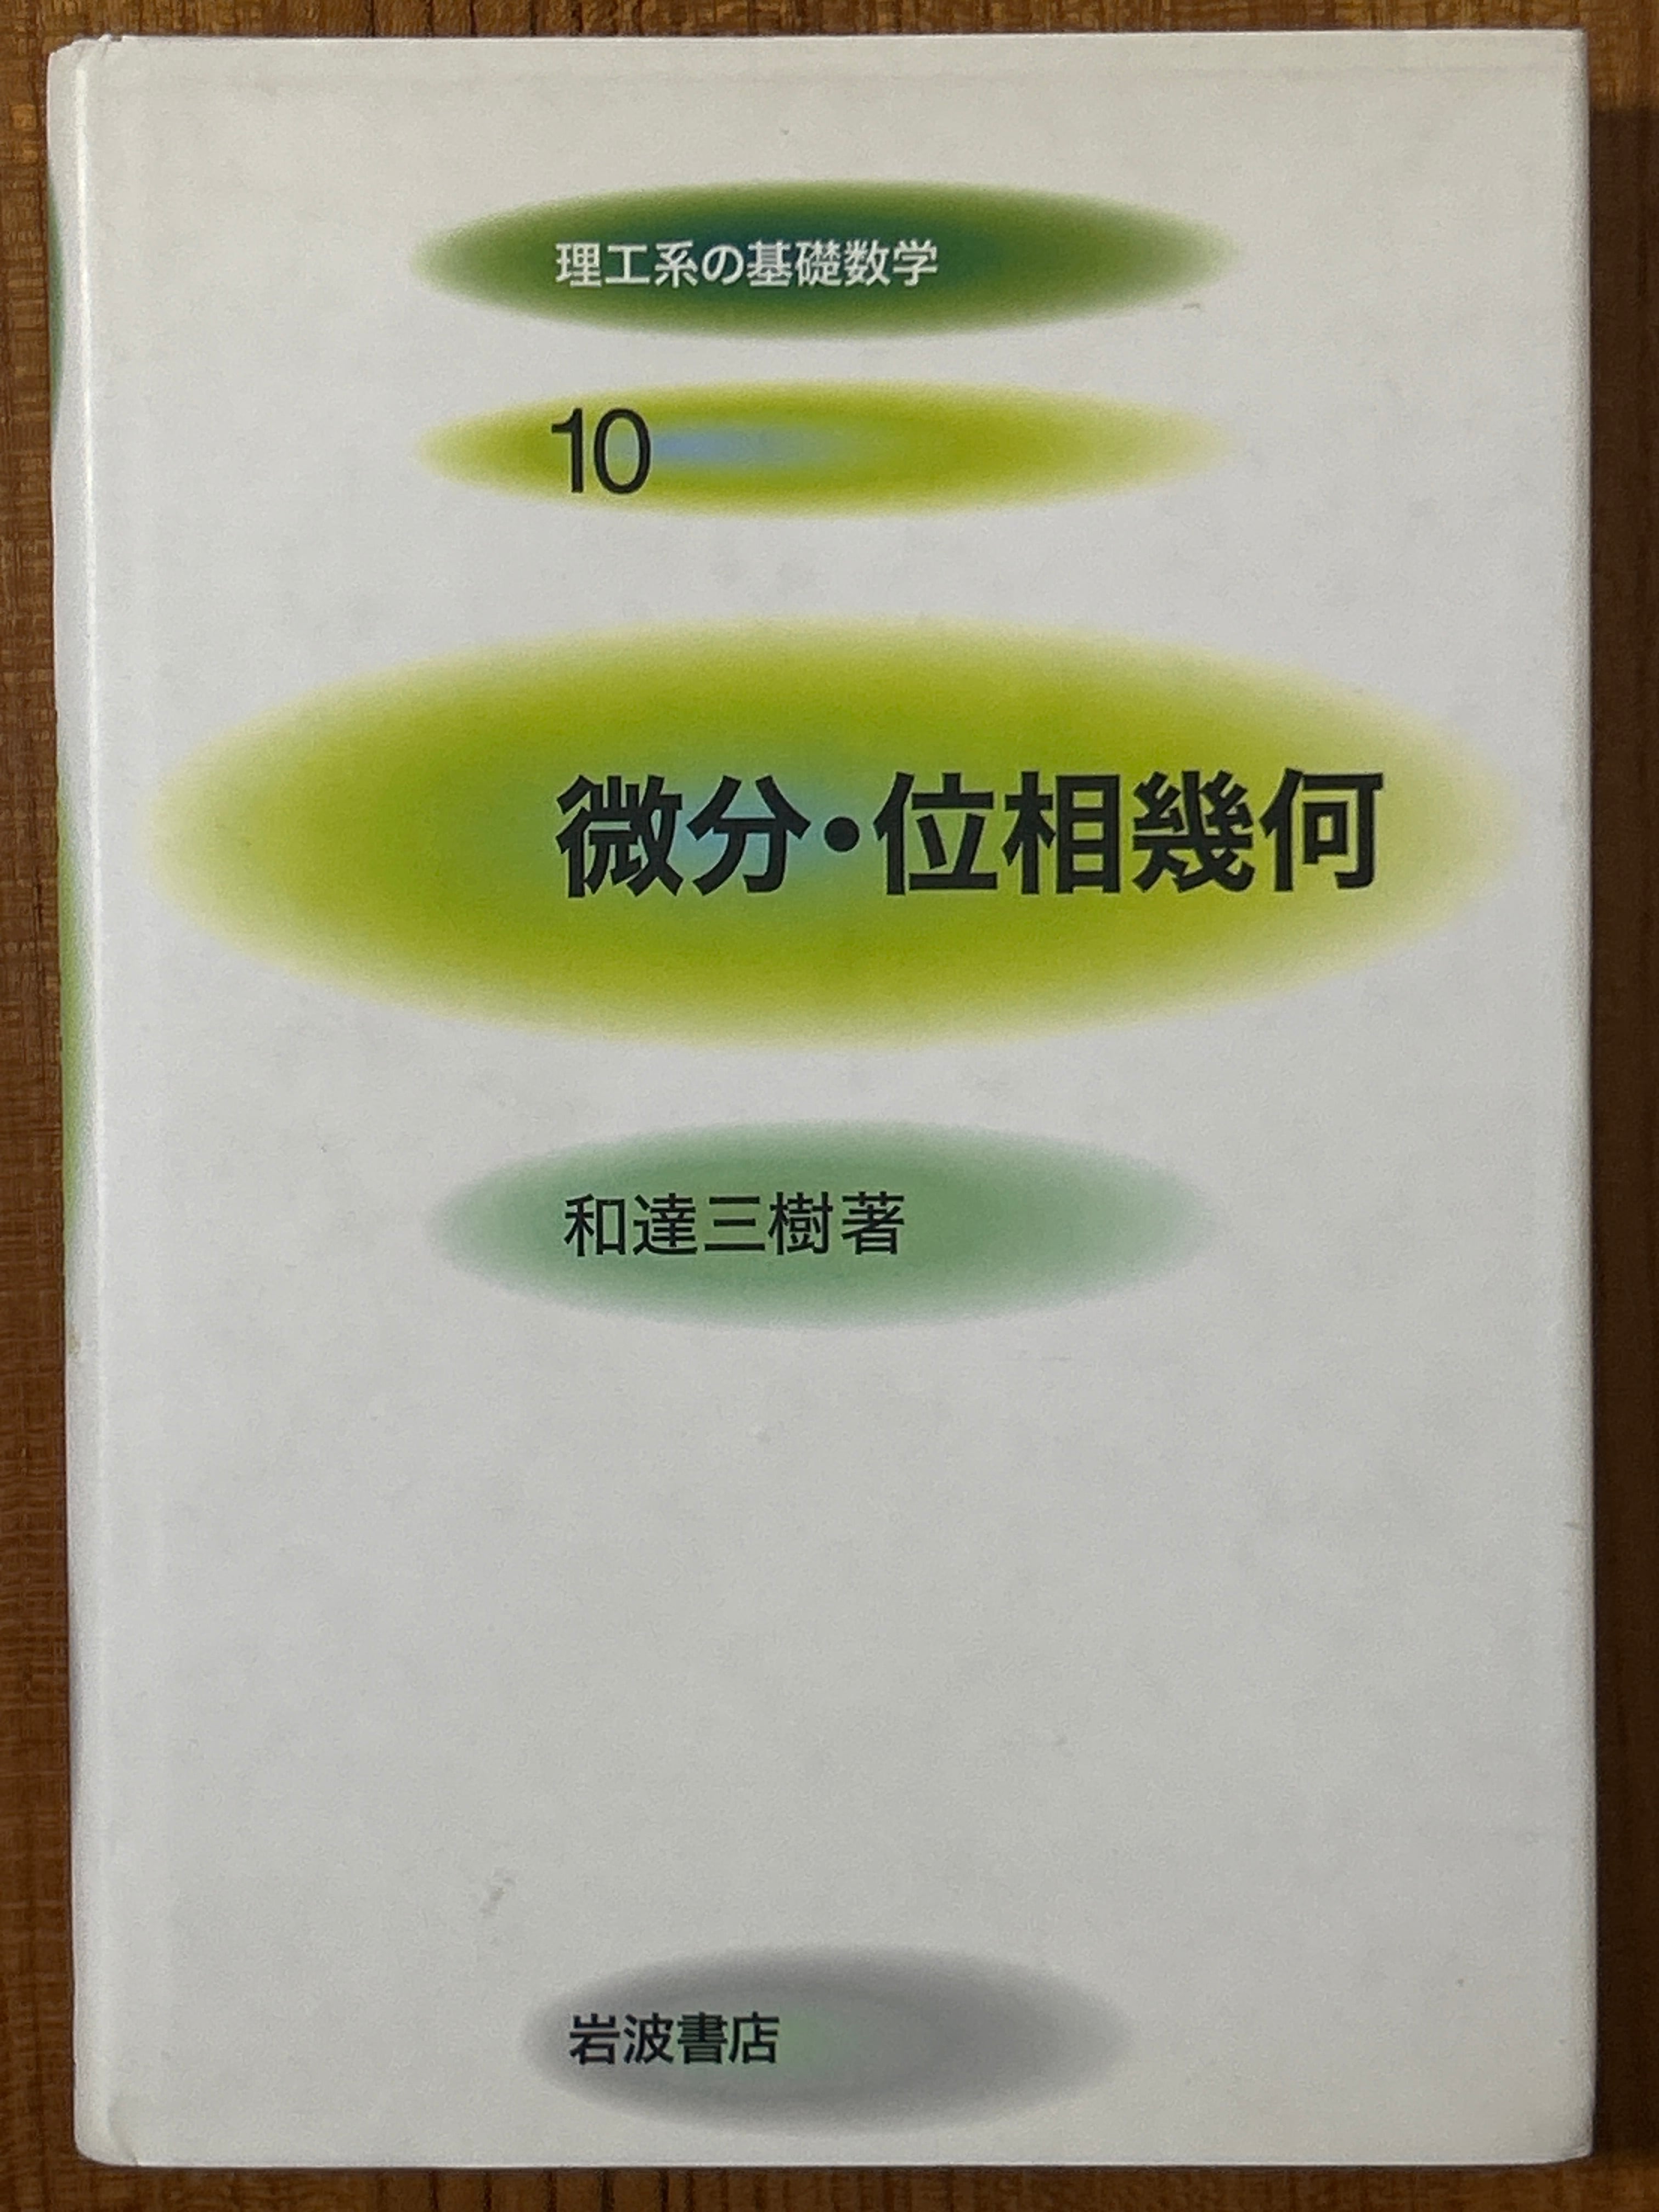 理工系の基礎数学
10
微分・位相幾何
和達三樹著
岩波書店